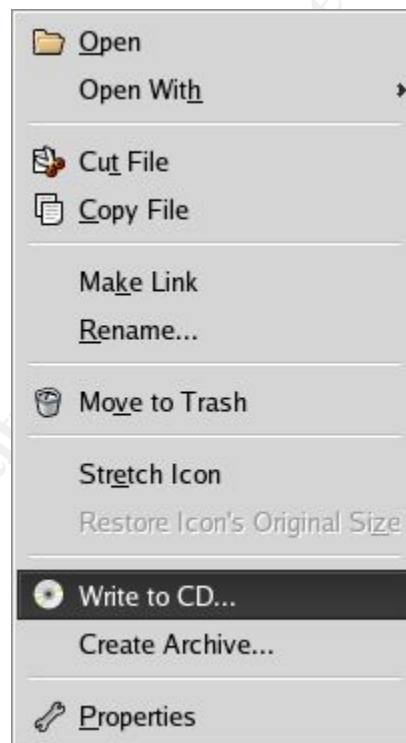 Open
Open With
Cut File
Copy File
Make Link
Rename...
Move to Trash
Stretch Icon
Restore Icon's Original Size
Write to CD...
Create Archive...
Properties